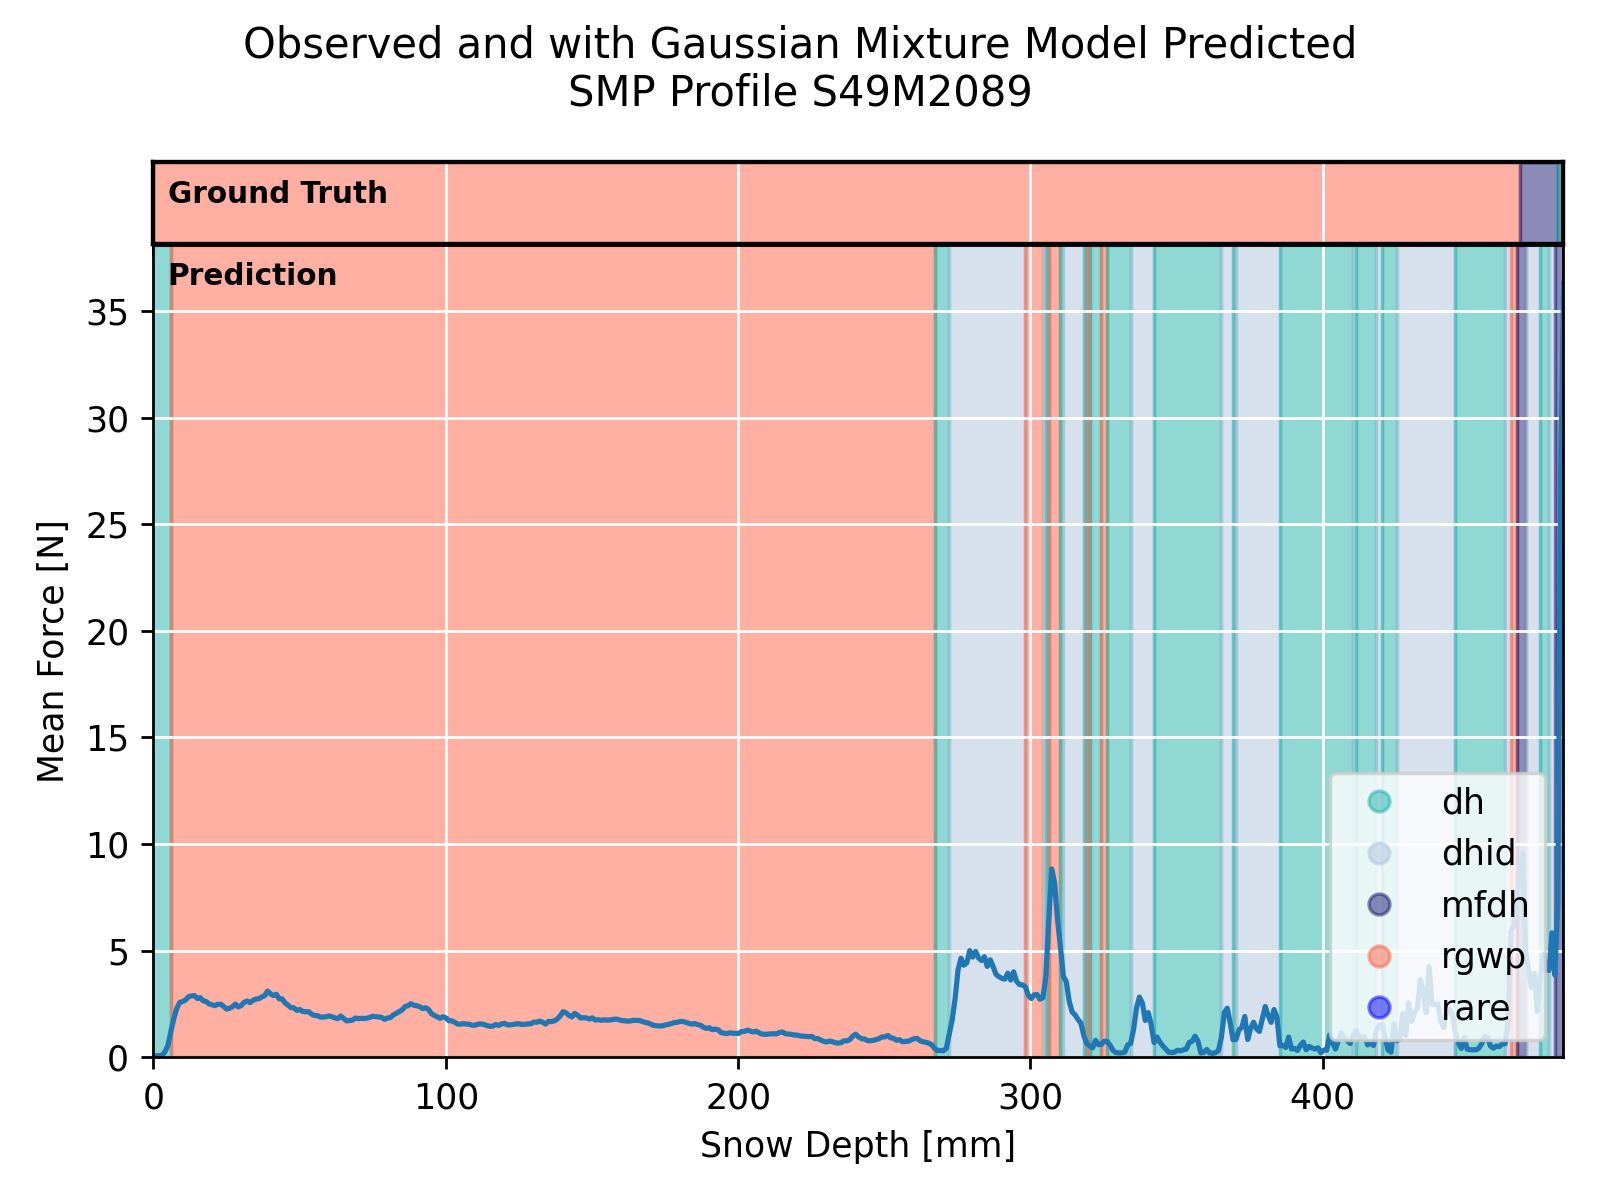 Observed and with Gaussian Mixture Model Predicted
SMP Profile S49M2089
Ground Truth
Prediction
35
30
25
20
15
10
5
0
Mean Force [N]
dh
dhid
mfdh
rgwp
rare
0 100 200 300 400
Snow Depth [mm]